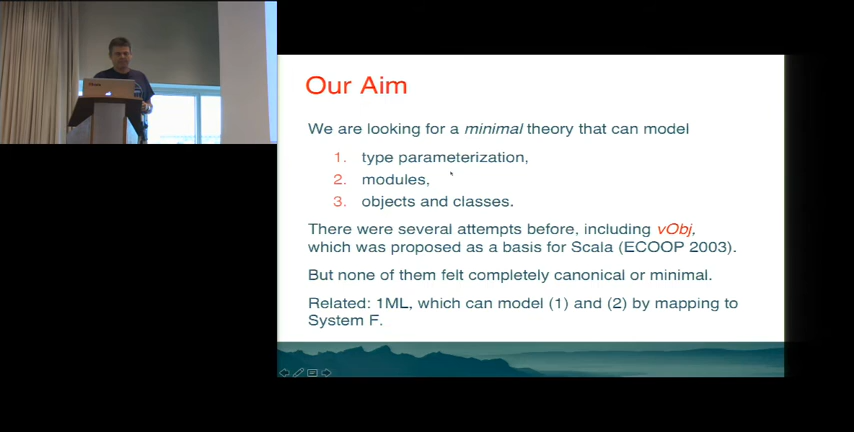 Our Aim
We are looking for a minimal theory that can model
1. type parameterization,
2. modules,
3. objects and classes.
There were several attempts before, including vObj,
which was proposed as a basis for Scala (ECOOP 2003).
But none of them felt completely canonical or minimal.
Related: 1ML, which can model (1) and (2) by mapping to
System F.